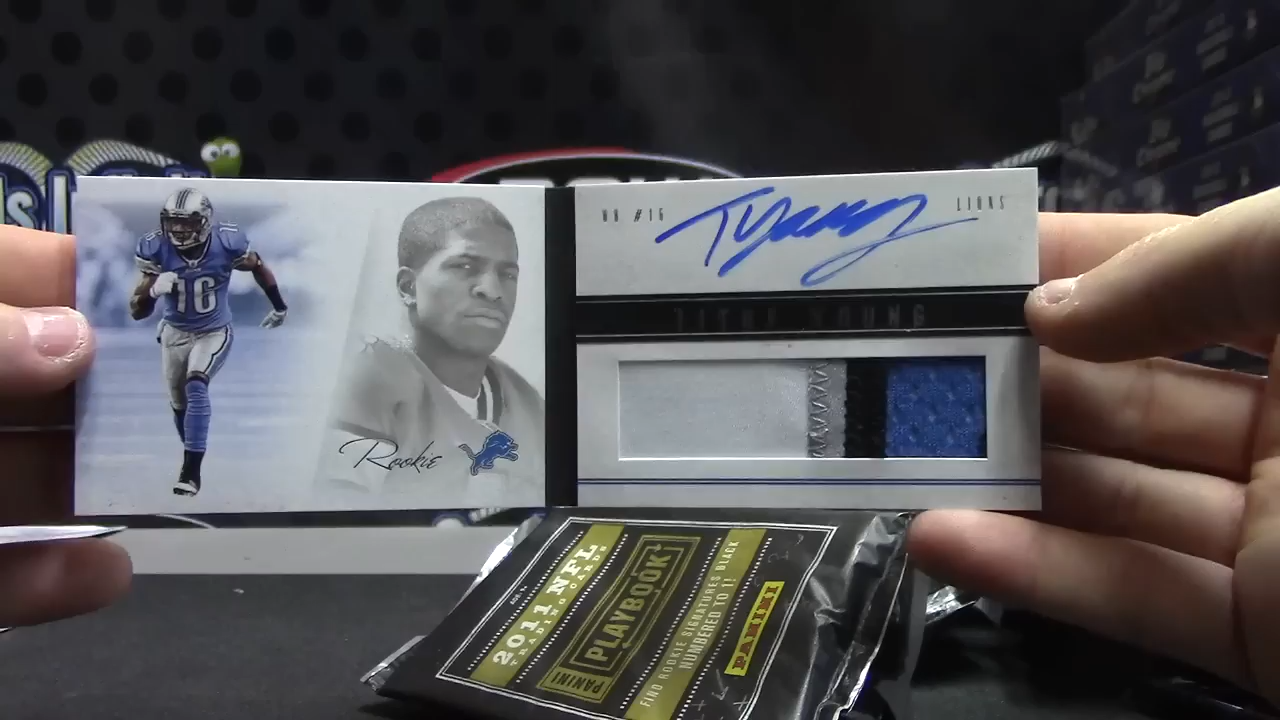 WR #16
LIONS
TYoung
TITUS YOUNG
16
Rookie
2011 NFL
TRADING CARDS
PANINI
PLAYBOOK
FIND ROOKIE SIGNATURES BLACK
NUMBERED TO 1!
PANINI